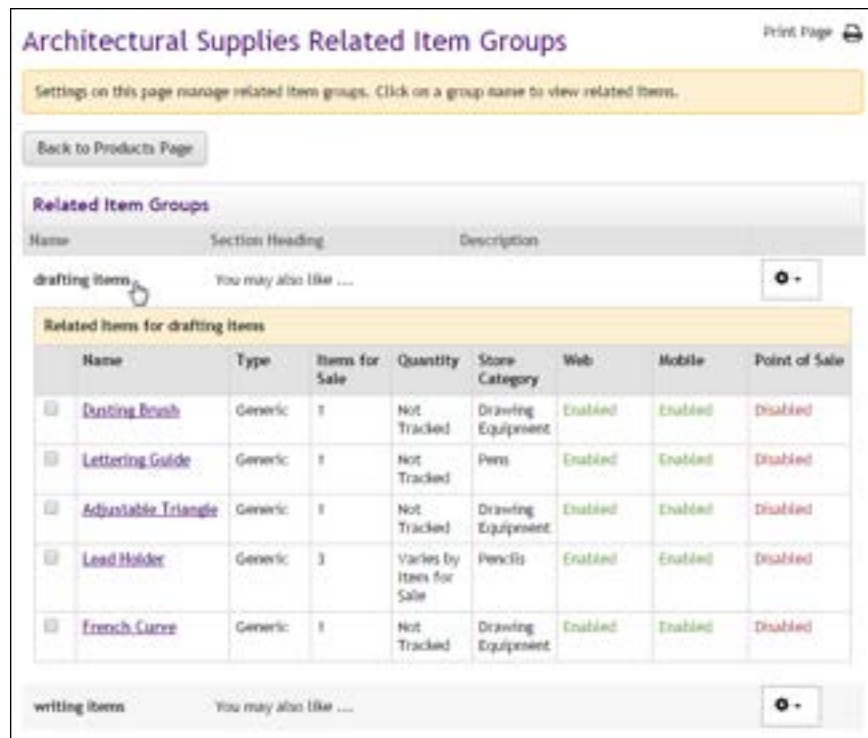 Architectural Supplies Related Item Groups
Print Page
Settings on this page manage related item groups. Click on a group name to view related items.
Back to Products Page
Related Item Groups
Name Section Heading Description
drafting items You may also like ....
Related Items for drafting items
Name Type Items for Sale Quantity Store Category Web Mobile Point of Sale
Dusting Brush Generic 1 Not Tracked Drawing Equipment Enabled Enabled Disabled
Lettering Guide Generic 1 Not Tracked Pens Enabled Enabled Disabled
Adjustable Triangle Generic 1 Not Tracked Drawing Equipment Enabled Enabled Disabled
Lead Holder Generic 3 Varies by Item for Sale Pencils Enabled Enabled Disabled
French Curve Generic 1 Not Tracked Drawing Equipment Enabled Enabled Disabled
writing items You may also like ....